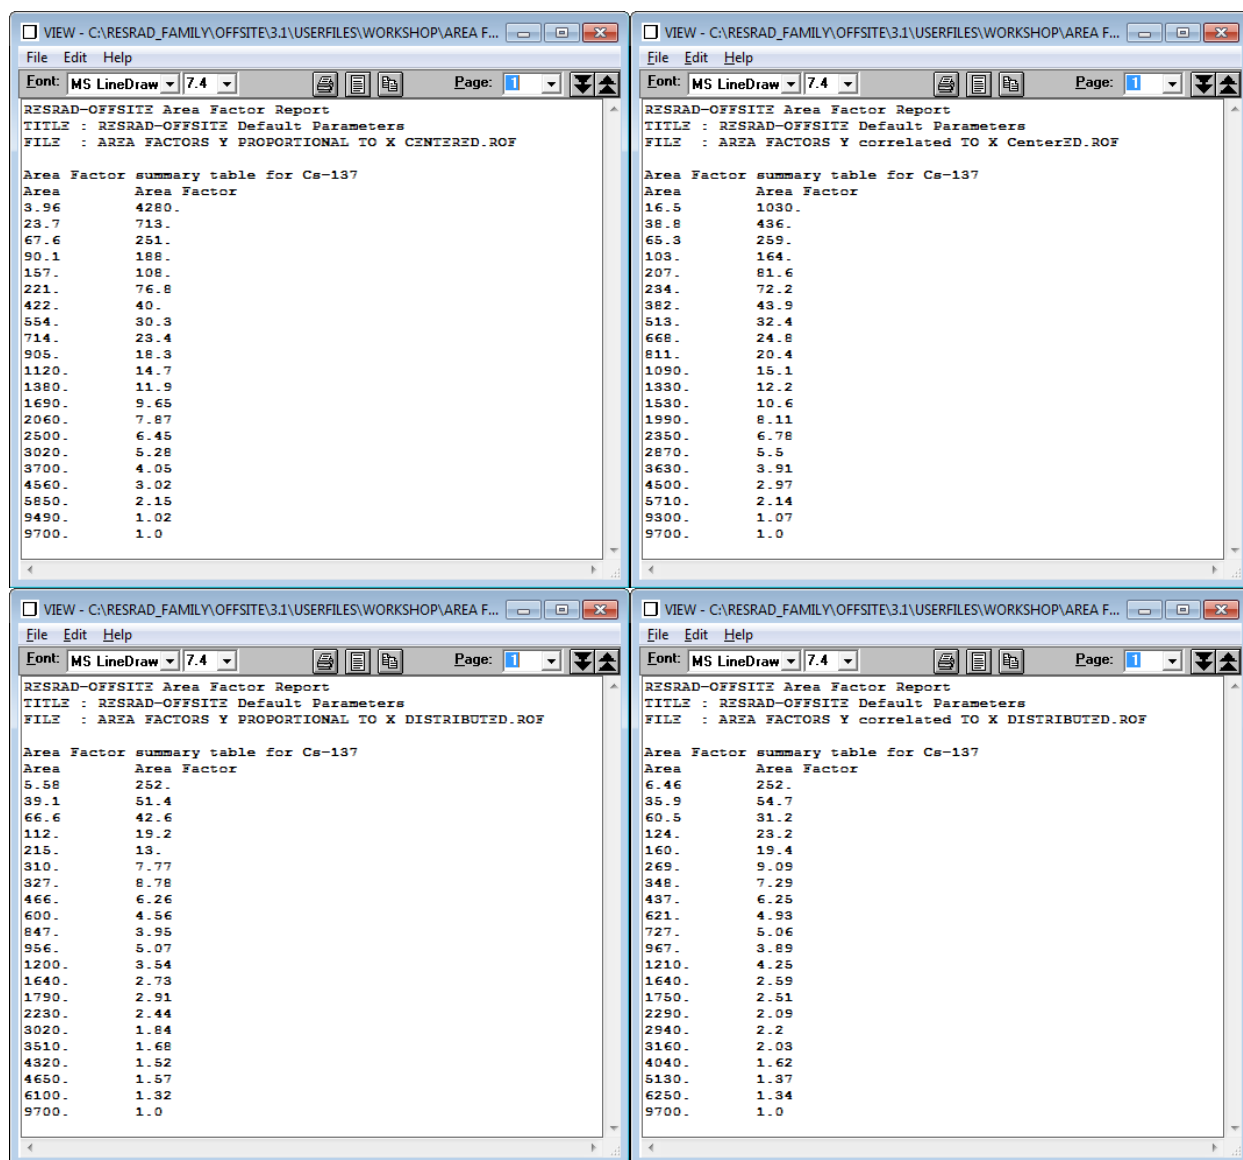 VIEW - C:\RESRAD_FAMILY\OFFSITE\3.1\USERFILES\WORKSHOP\AREA F...
File Edit Help
Font: MS LineDraw 7.4 Page: 1
RESRAD-OFFSITE Area Factor Report
TITLE : RESRAD-OFFSITE Default Parameters
FILE : AREA FACTORS Y PROPORTIONAL TO X CENTERED.ROF
Area Factor summary table for Cs-137
Area Area Factor
3.96 4280.
23.7 713.
67.6 251.
90.1 188.
157. 108.
221. 76.8
422. 40.
554. 30.3
714. 23.4
905. 18.3
1120. 14.7
1380. 11.9
1690. 9.65
2060. 7.87
2500. 6.45
3020. 5.28
3700. 4.05
4560. 3.02
5850. 2.15
9490. 1.02
9700. 1.0
VIEW - C:\RESRAD_FAMILY\OFFSITE\3.1\USERFILES\WORKSHOP\AREA F...
File Edit Help
Font: MS LineDraw 7.4 Page: 1
RESRAD-OFFSITE Area Factor Report
TITLE : RESRAD-OFFSITE Default Parameters
FILE : AREA FACTORS Y correlated TO X CenterED.ROF
Area Factor summary table for Cs-137
Area Area Factor
16.5 1030.
38.8 436.
65.3 259.
103. 164.
207. 81.6
234. 72.2
382. 43.9
513. 32.4
668. 24.8
811. 20.4
1090. 15.1
1330. 12.2
1530. 10.6
1990. 8.11
2350. 6.78
2870. 5.5
3630. 3.91
4500. 2.97
5710. 2.14
9300. 1.07
9700. 1.0
VIEW - C:\RESRAD_FAMILY\OFFSITE\3.1\USERFILES\WORKSHOP\AREA F...
File Edit Help
Font: MS LineDraw 7.4 Page: 1
RESRAD-OFFSITE Area Factor Report
TITLE : RESRAD-OFFSITE Default Parameters
FILE : AREA FACTORS Y PROPORTIONAL TO X DISTRIBUTED.ROF
Area Factor summary table for Cs-137
Area Area Factor
5.58 252.
39.1 51.4
66.6 42.6
112. 19.2
215. 13.
310. 7.77
327. 8.78
466. 6.26
600. 4.56
847. 3.95
956. 5.07
1200. 3.54
1640. 2.73
1790. 2.91
2230. 2.44
3020. 1.84
3510. 1.68
4320. 1.52
4650. 1.57
6100. 1.32
9700. 1.0
VIEW - C:\RESRAD_FAMILY\OFFSITE\3.1\USERFILES\WORKSHOP\AREA F...
File Edit Help
Font: MS LineDraw 7.4 Page: 1
RESRAD-OFFSITE Area Factor Report
TITLE : RESRAD-OFFSITE Default Parameters
FILE : AREA FACTORS Y correlated TO X DISTRIBUTED.ROF
Area Factor summary table for Cs-137
Area Area Factor
6.46 252.
35.9 54.7
60.5 31.2
124. 23.2
160. 19.4
269. 9.09
348. 7.29
437. 6.25
621. 4.93
727. 5.06
967. 3.89
1210. 4.25
1640. 2.59
1750. 2.51
2290. 2.09
2940. 2.2
3160. 2.03
4040. 1.62
5130. 1.37
6250. 1.34
9700. 1.0